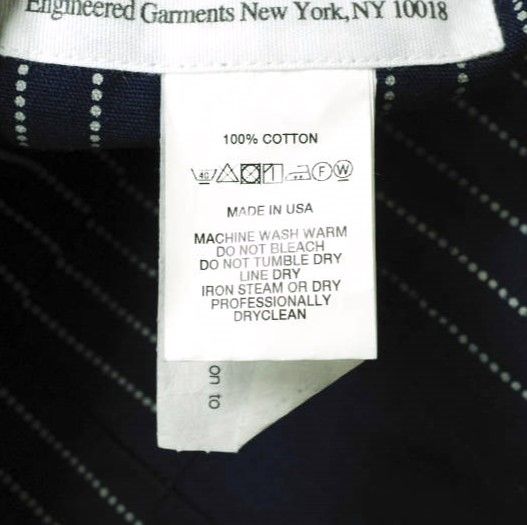 Engineered Garments New York, NY 10018
100% COTTON
40 F W
MADE IN USA
MACHINE WASH WARM
DO NOT BLEACH
DO NOT TUMBLE DRY
LINE DRY
IRON STEAM OR DRY
PROFESSIONALLY
DRYCLEAN
on to